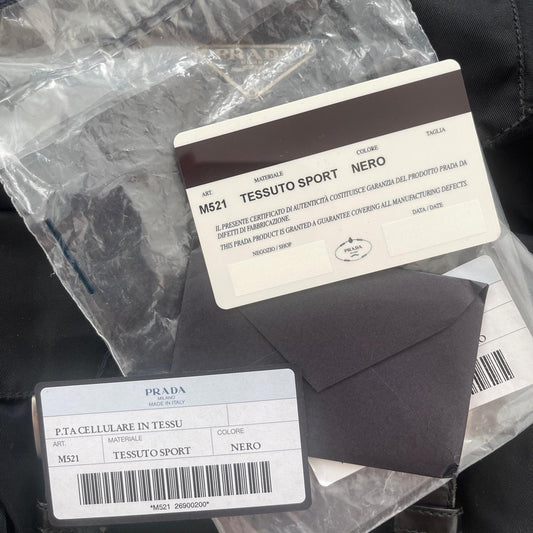 PRADA
TAGLIA
COLORE
MATERIALE
ART.
M521 TESSUTO SPORT NERO
IL PRESENTE CERTIFICATO DI AUTENTICITÀ COSTITUISCE GARANZIA DEL PRODOTTO PRADA DA
DIFETTI DI FABBRICAZIONE.
THIS PRADA PRODUCT IS GRANTED A GUARANTEE COVERING ALL MANUFACTURING DEFECTS.
NEGOZIO / SHOP
PRADA
DATA / DATE
COLORE
NERO
PRADA
MILANO
MADE IN ITALY
P.TA CELLULARE IN TESSU
ART. MATERIALE COLORE
M521 TESSUTO SPORT NERO
*M521 26900200*